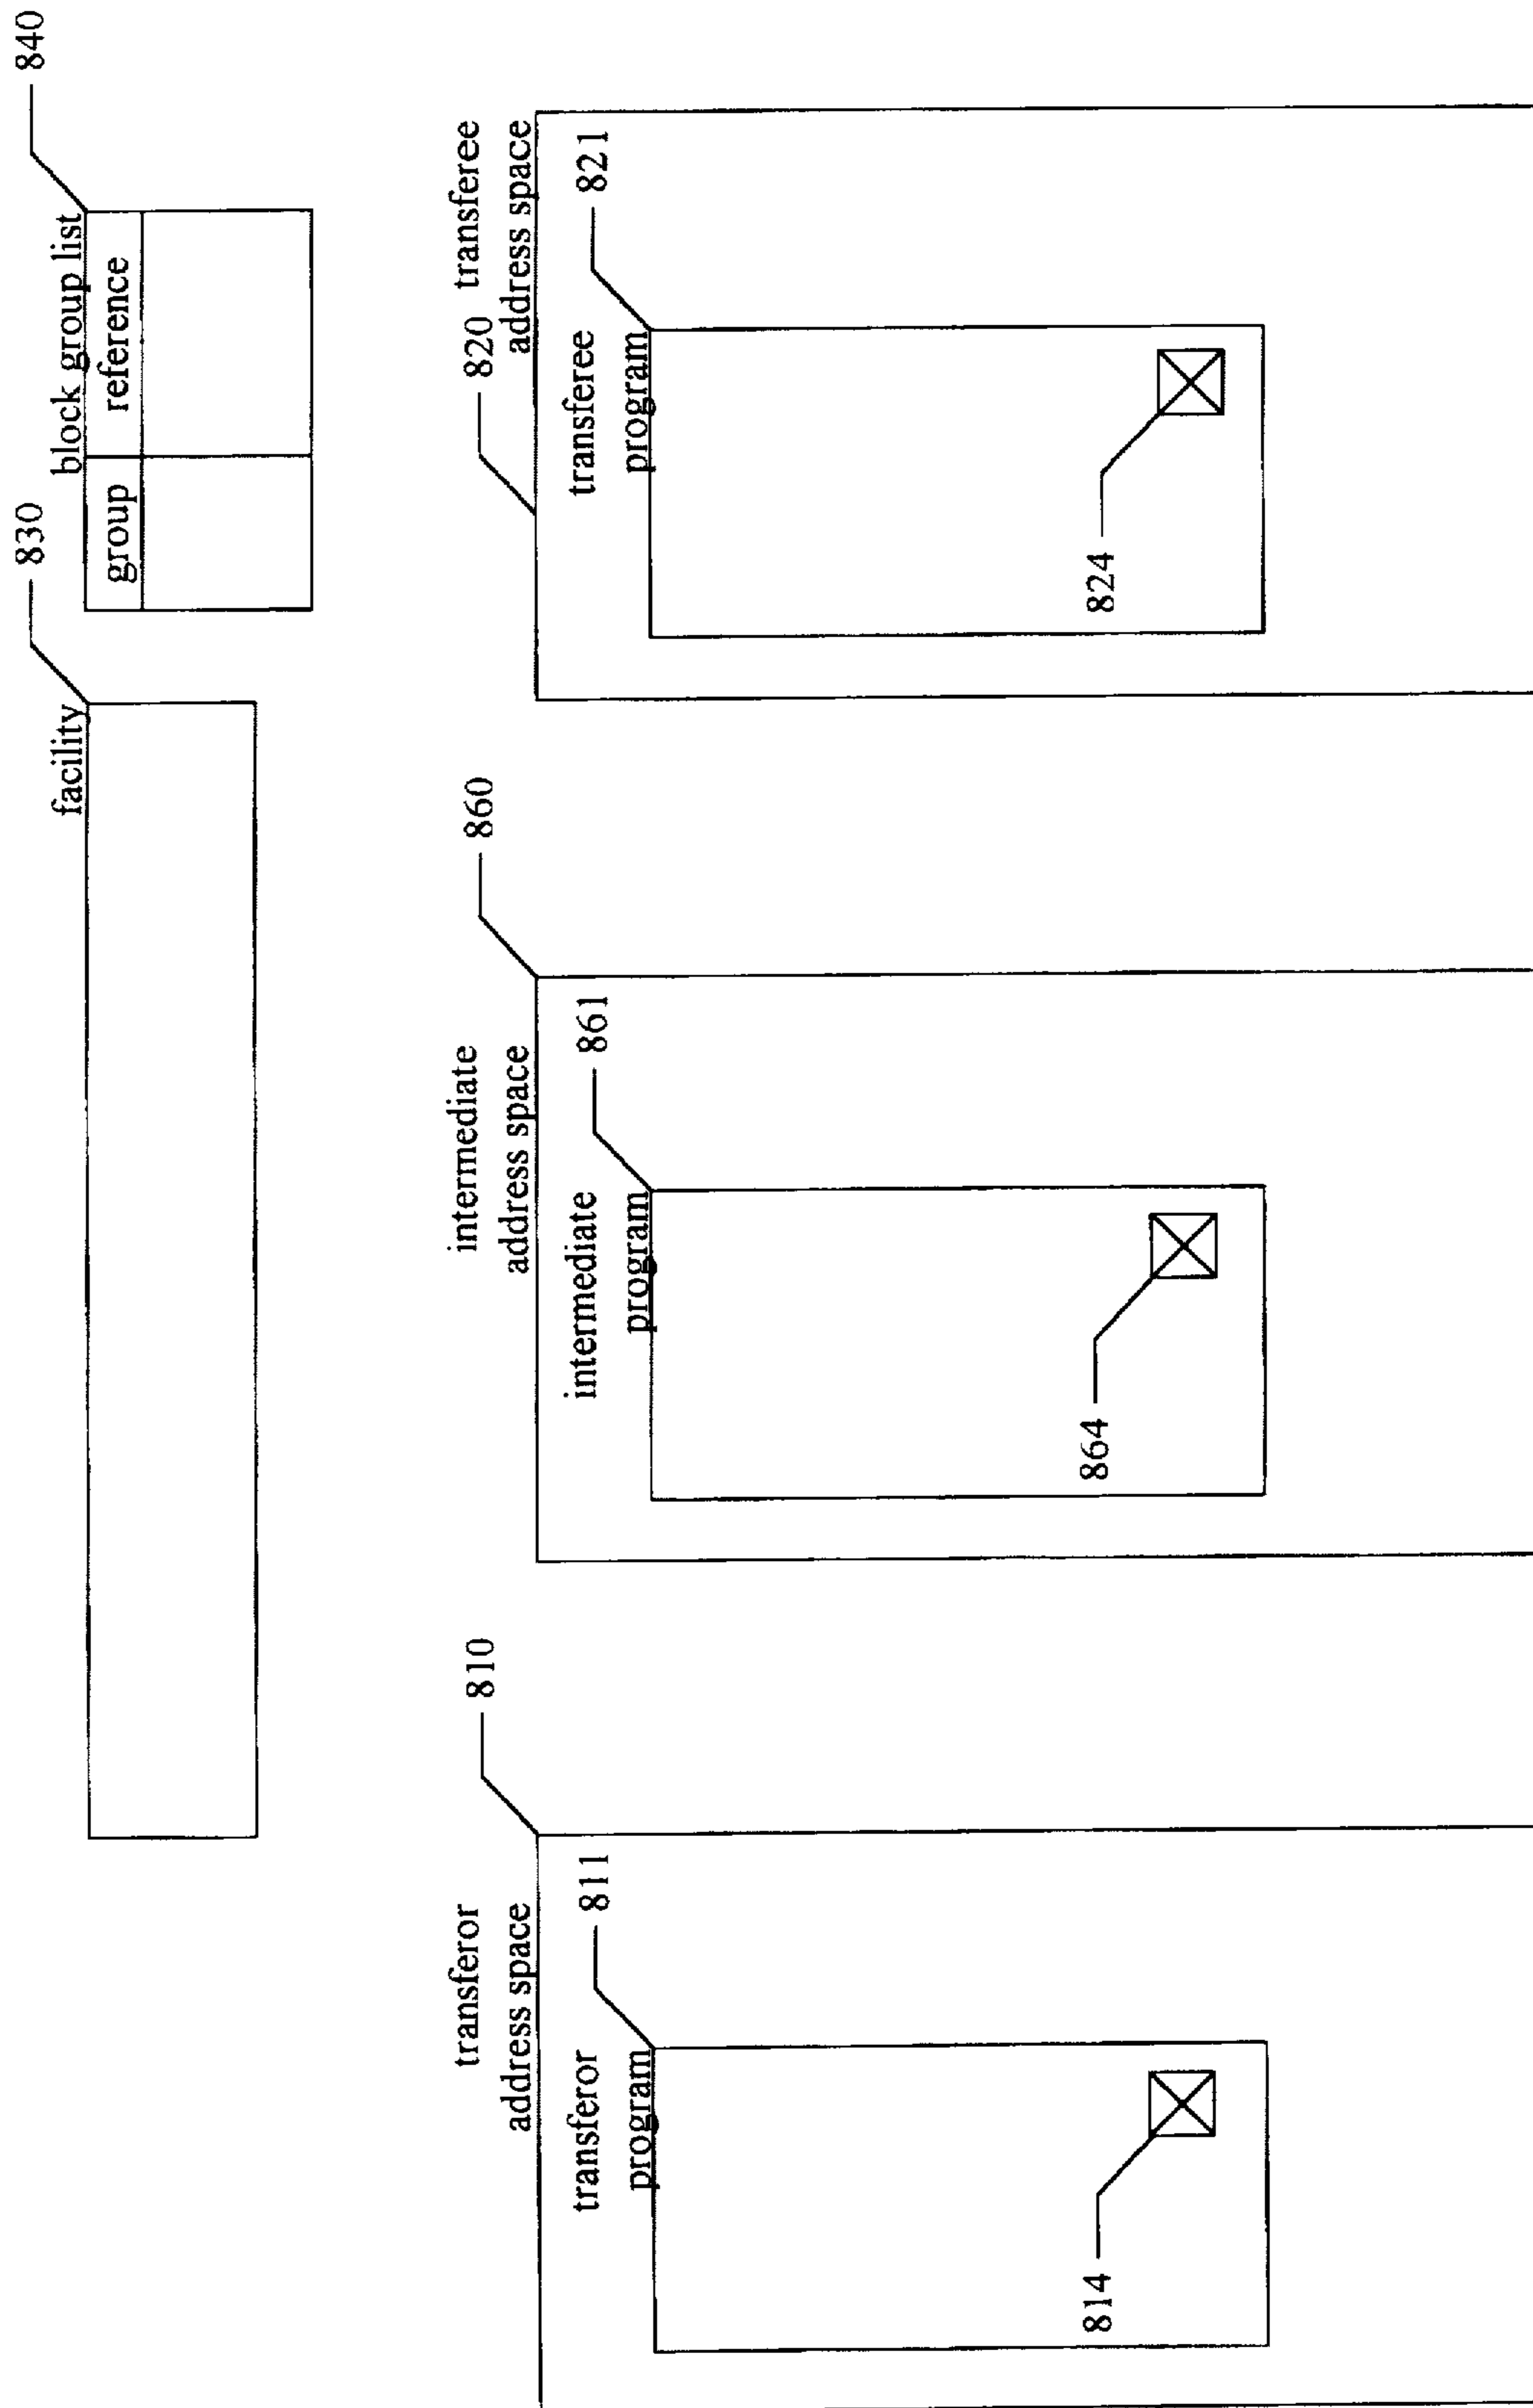 facility
830
block group list
840
group
reference
transferor
address space
810
transferor
program
811
814
intermediate
address space
860
intermediate
program
861
864
820
transferee
address space
transferee
program
821
824